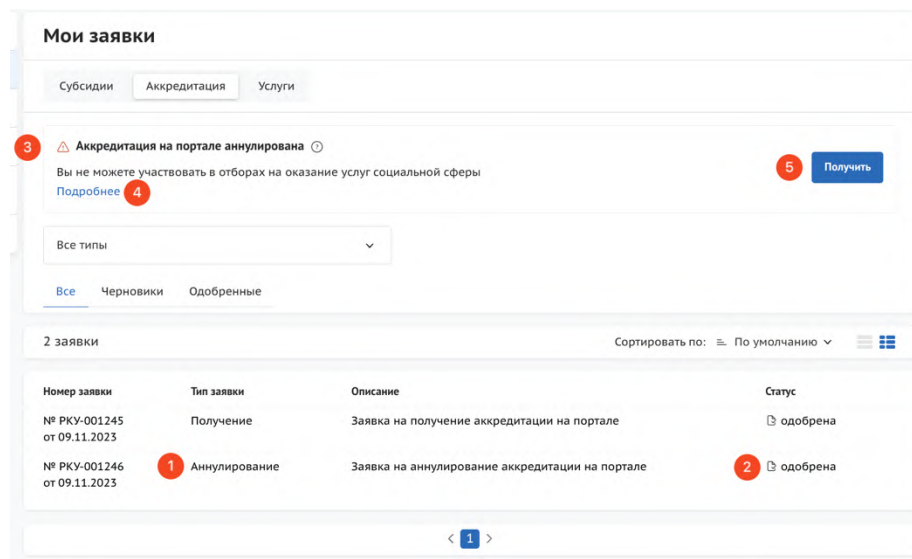 Мои заявки
Субсидии Аккредитация Услуги
3 Аккредитация на портале аннулирована
Вы не можете участвовать в отборах на оказание услуг социальной сферы
5 Получить
Подробнее 4
Все типы
Все Черновики Одобренные
2 заявки Сортировать по: По умолчанию
Номер заявки Тип заявки Описание Статус
№ РКУ-001245 Получение Заявка на получение аккредитации на портале одобрена
от 09.11.2023
№ РКУ-001246 1 Аннулирование Заявка на аннулирование аккредитации на портале 2 одобрена
от 09.11.2023
< 1 >